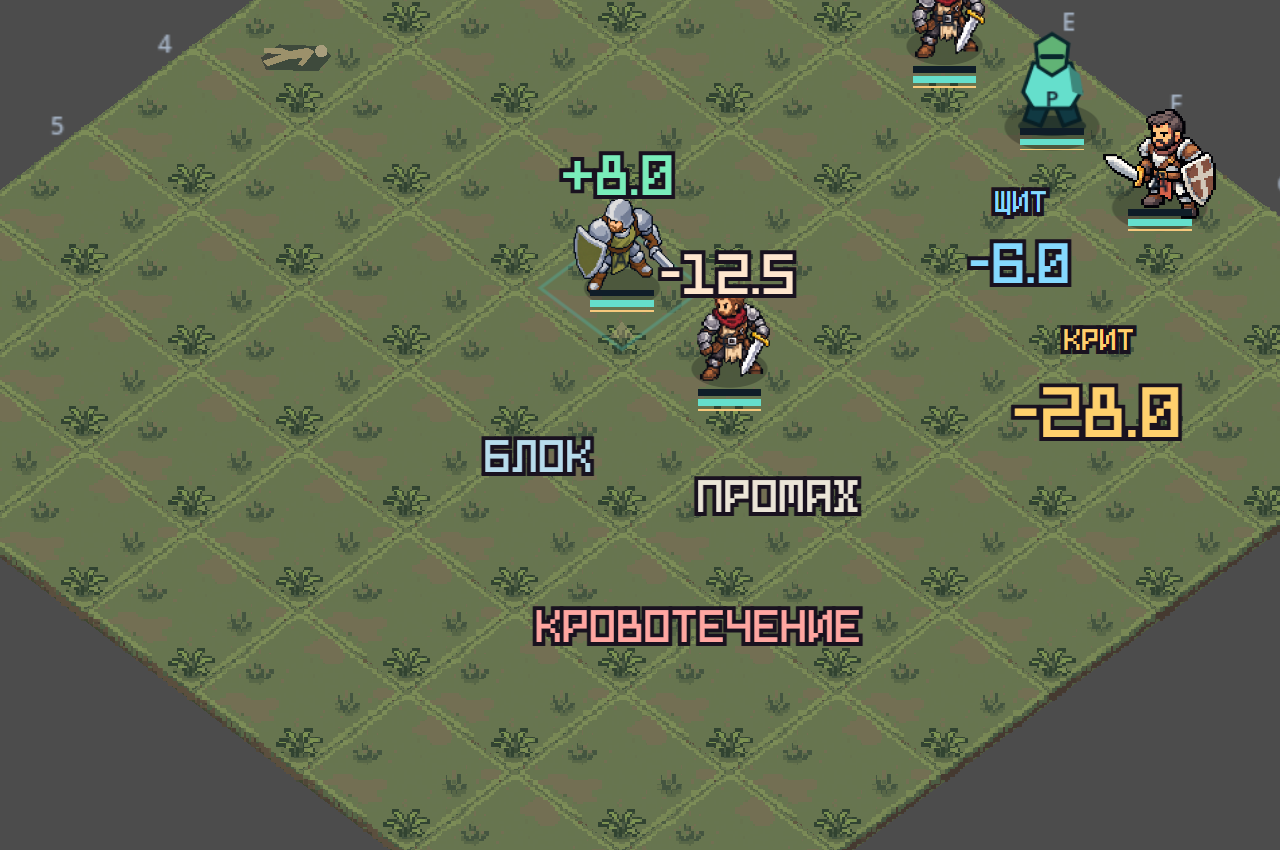 E
4
P
F
5
+8.0
ЩИТ
-6.0
-12.5
КРИТ
-28.0
БЛОК
ПРОМАХ
КРОВОТЕЧЕНИЕ